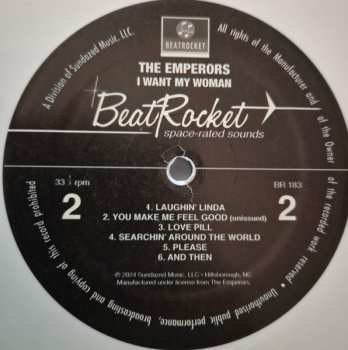 BEATROCKET
A Division of Sundazed Music, LLC.
All rights of the Manufacturer and of the Owner of the recorded work reserved • Unauthorised public performance, broadcasting and copying of this record prohibited
THE EMPERORS
I WANT MY WOMAN
BeatRocket
space-rated sounds
33 ⅓ rpm
BR 183
2
2
1. LAUGHIN' LINDA
2. YOU MAKE ME FEEL GOOD (unissued)
3. LOVE PILL
4. SEARCHIN' AROUND THE WORLD
5. PLEASE
6. AND THEN
℗ 2024 Sundazed Music, LLC • Hillsborough, NC.
Manufactured under license from The Emperors.